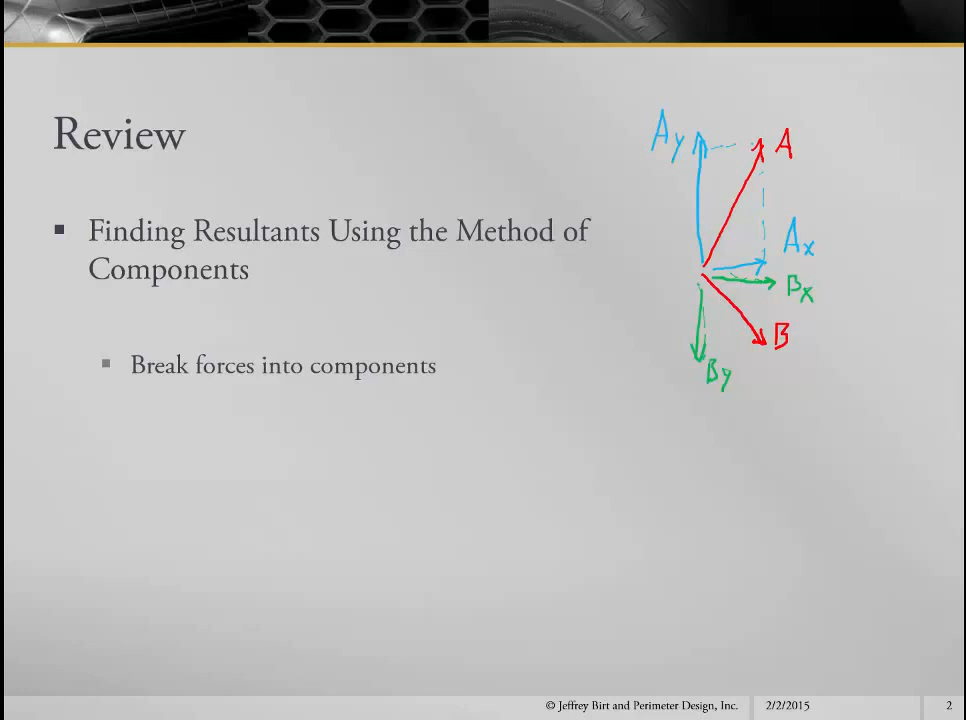 Review
▪ Finding Resultants Using the Method of
Components
▪ Break forces into components
Ay
A
Ax
Bx
B
By
© Jeffrey Birt and Perimeter Design, Inc.
2/2/2015
2